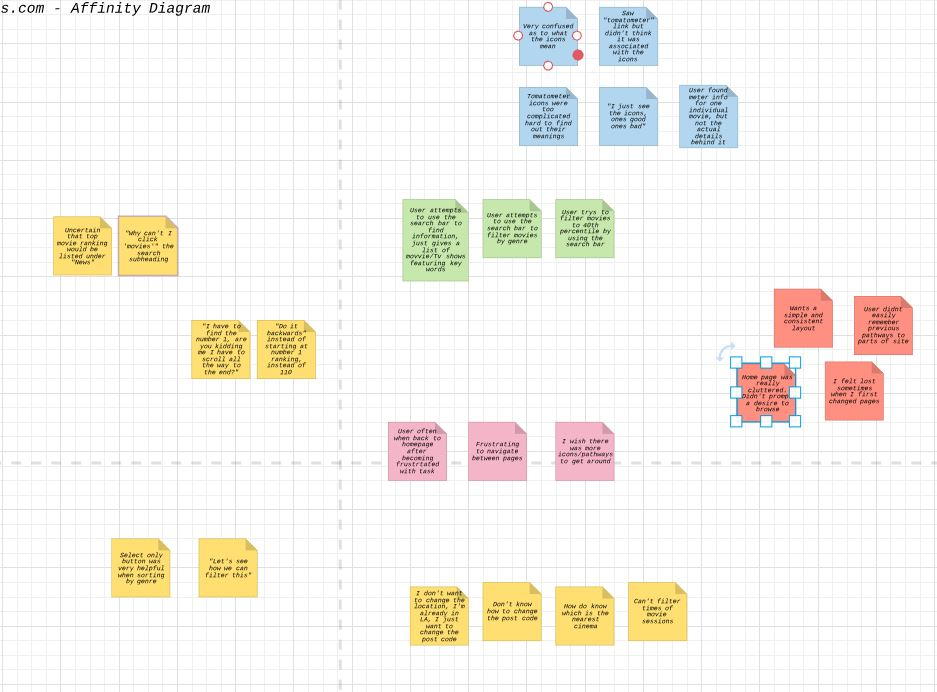 s.com - Affinity Diagram
Very confused
as to what
the icons
mean
Saw
"tomatometer"
link but
didn't think
it was
associated
with the
icons
Tomatometer
icons were
too
complicated
hard to find
out their
meanings
"I just see
the icons,
ones good
ones bad"
User found
meter info
for one
individual
movie, but
not the
actual
details
behind it
Uncertain
that top
movie ranking
would be
listed under
"News"
"Why can't I
click
'movies'" the
search
subheading
User attempts
to use the
search bar to
find
information,
just gives a
list of
movvie/Tv shows
featuring key
words
User attempts
to use the
search bar to
filter movies
by genre
User trys to
filter movies
to 40th
percentile by
using the
search bar
"I have to
find the
number 1, are
you kidding
me I have to
scroll all
the way to
the end?"
"Do it
backwards"
instead of
starting at
number 1
ranking,
instead of
110
Wants a
simple and
consistent
layout
User didnt
easily
remember
previous
pathways to
parts of site
Home page was
really
cluttered.
Didn't promp
a desire to
browse
I felt lost
sometimes
when I first
changed pages
User often
when back to
homepage
after
becoming
frustrtated
with task
Frustrating
to navigate
between pages
I wish there
was more
icons/pathways
to get around
Select only
button was
very helpful
when sorting
by genre
"Let's see
how we can
filter this"
I don't want
to change the
location, I'm
already in
LA, I just
want to
change the
post code
Don't know
how to change
the post code
How do know
which is the
nearest
cinema
Can't filter
times of
movie
sessions